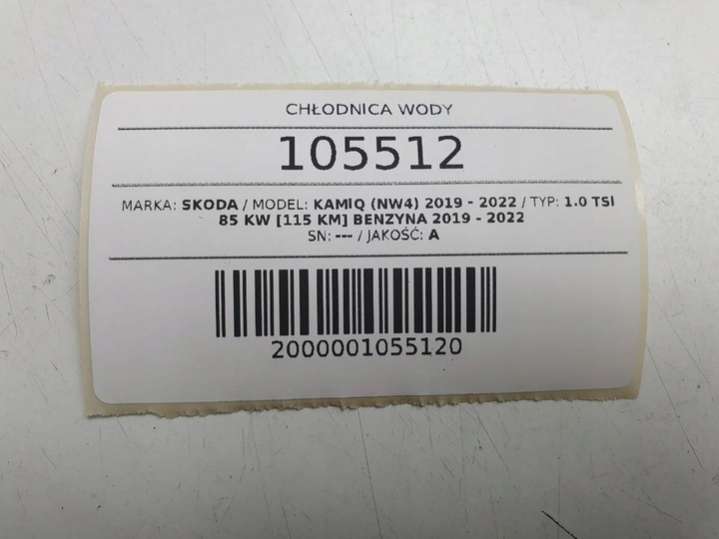 CHŁODNICA WODY
105512
MARKA: SKODA / MODEL: KAMIQ (NW4) 2019 - 2022 / TYP: 1.0 TSI
85 KW [115 KM] BENZYNA 2019 - 2022
SN: --- / JAKOŚĆ: A
2000001055120